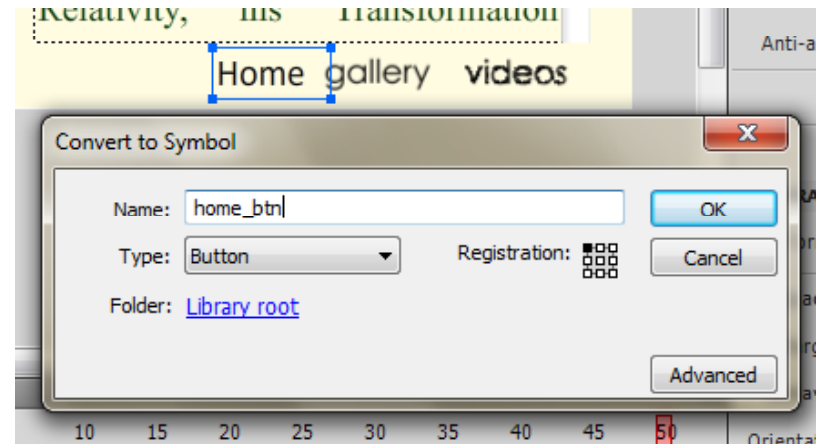 Relativity, his Transformation
Anti-a
Home gallery videos
Convert to Symbol
Name: home_btn
OK
Type: Button
Registration:
Cancel
Folder: Library root
Advanced
10 15 20 25 30 35 40 45 50
Orientat